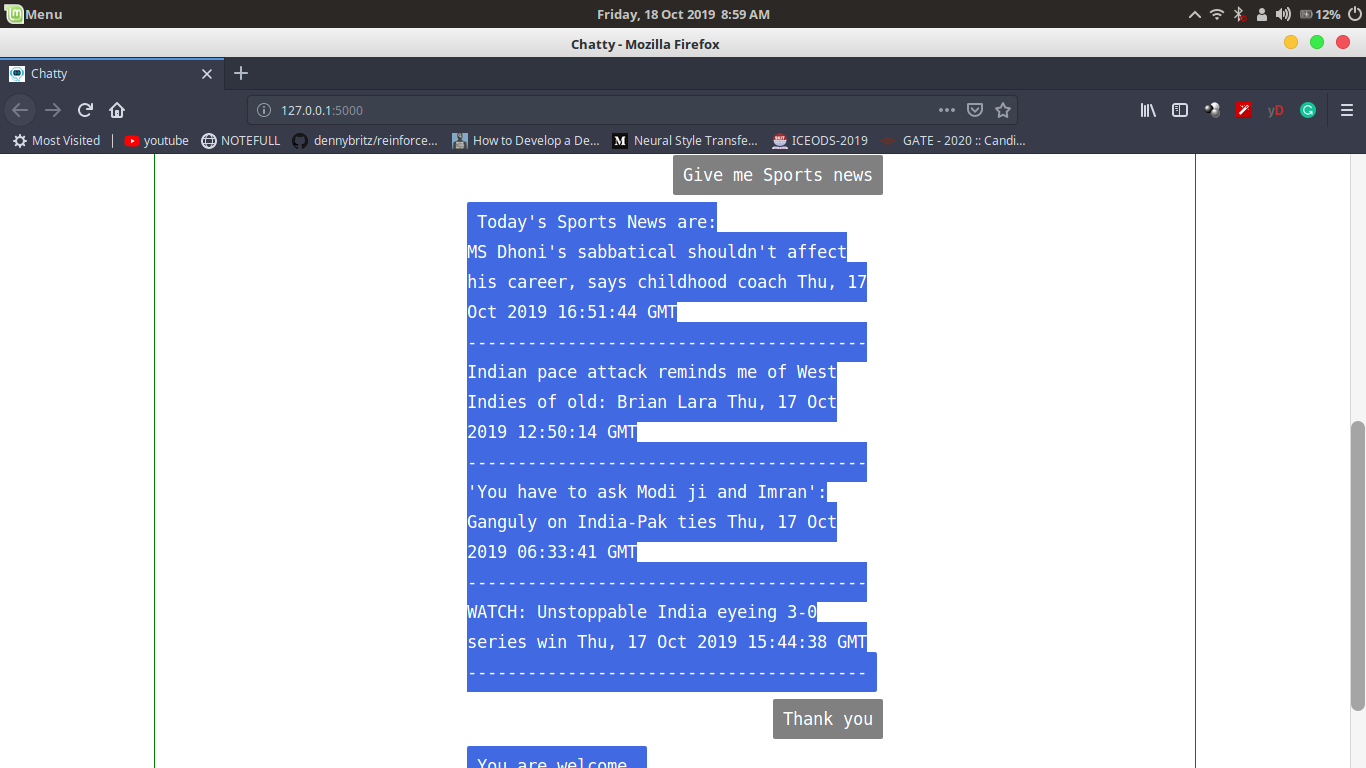 Menu
Friday, 18 Oct 2019 8:59 AM
12%
Chatty - Mozilla Firefox
Chatty
127.0.0.1:5000
yD
Most Visited
youtube
NOTEFULL
dennybritz/reinforce...
How to Develop a De...
M
Neural Style Transfe...
ICEODS-2019
GATE - 2020 :: Candi...
Give me Sports news
Today's Sports News are:
MS Dhoni's sabbatical shouldn't affect
his career, says childhood coach Thu, 17
Oct 2019 16:51:44 GMT
----------------------------------------
Indian pace attack reminds me of West
Indies of old: Brian Lara Thu, 17 Oct
2019 12:50:14 GMT
----------------------------------------
'You have to ask Modi ji and Imran':
Ganguly on India-Pak ties Thu, 17 Oct
2019 06:33:41 GMT
----------------------------------------
WATCH: Unstoppable India eyeing 3-0
series win Thu, 17 Oct 2019 15:44:38 GMT
----------------------------------------
Thank you
You are welcome